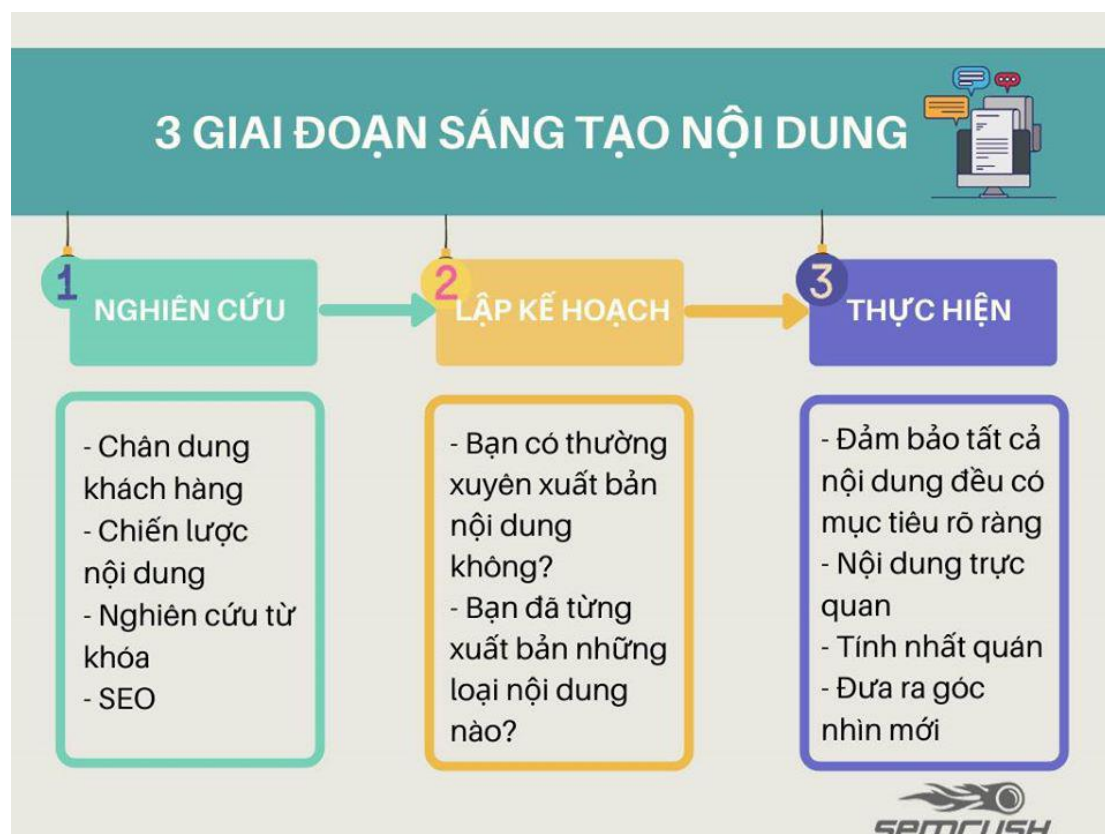 3 GIAI ĐOẠN SÁNG TẠO NỘI DUNG
1
NGHIÊN CỨU
- Chân dung
khách hàng
- Chiến lược
nội dung
- Nghiên cứu từ
khóa
- SEO
2
LẬP KẾ HOẠCH
- Bạn có thường
xuyên xuất bản
nội dung
không?
- Bạn đã từng
xuất bản những
loại nội dung
nào?
3
THỰC HIỆN
- Đảm bảo tất cả
nội dung đều có
mục tiêu rõ ràng
- Nội dung trực
quan
- Tính nhất quán
- Đưa ra góc
nhìn mới
semrush